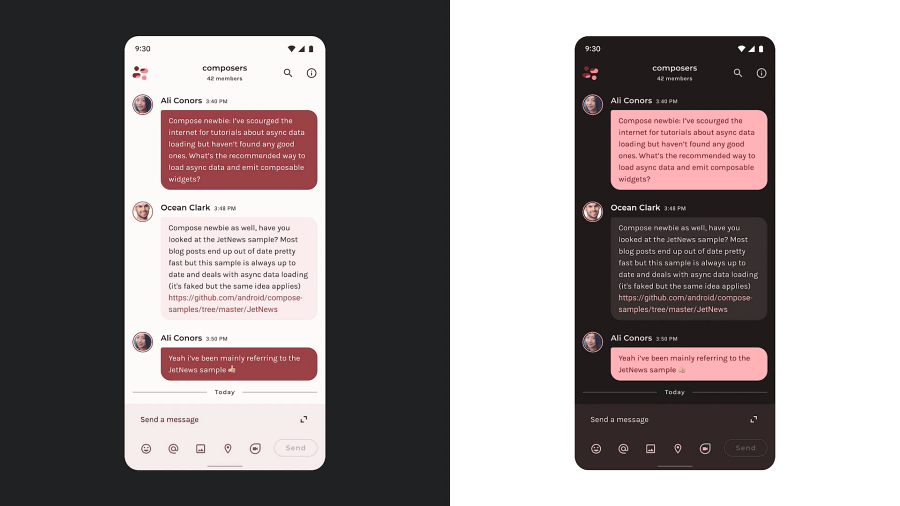 9:30
composers
42 members
Ali Conors 3:40 PM
Compose newbie: I've scourged the
internet for tutorials about async data
loading but haven't found any good
ones. What's the recommended way to
load async data and emit composable
widgets?
Ocean Clark 3:48 PM
Compose newbie as well, have you
looked at the JetNews sample? Most
blog posts end up out of date pretty
fast but this sample is always up to
date and deals with async data loading
(it's faked but the same idea applies)
https://github.com/android/compose-
samples/tree/master/JetNews
Ali Conors 3:50 PM
Yeah i've been mainly referring to the
JetNews sample 👍
Today
Send a message
Send
9:30
composers
42 members
Ali Conors 3:40 PM
Compose newbie: I've scourged the
internet for tutorials about async data
loading but haven't found any good
ones. What's the recommended way to
load async data and emit composable
widgets?
Ocean Clark 3:48 PM
Compose newbie as well, have you
looked at the JetNews sample? Most
blog posts end up out of date pretty
fast but this sample is always up to
date and deals with async data loading
(it's faked but the same idea applies)
https://github.com/android/compose-
samples/tree/master/JetNews
Ali Conors 3:50 PM
Yeah i've been mainly referring to the
JetNews sample 👍
Today
Send a message
Send